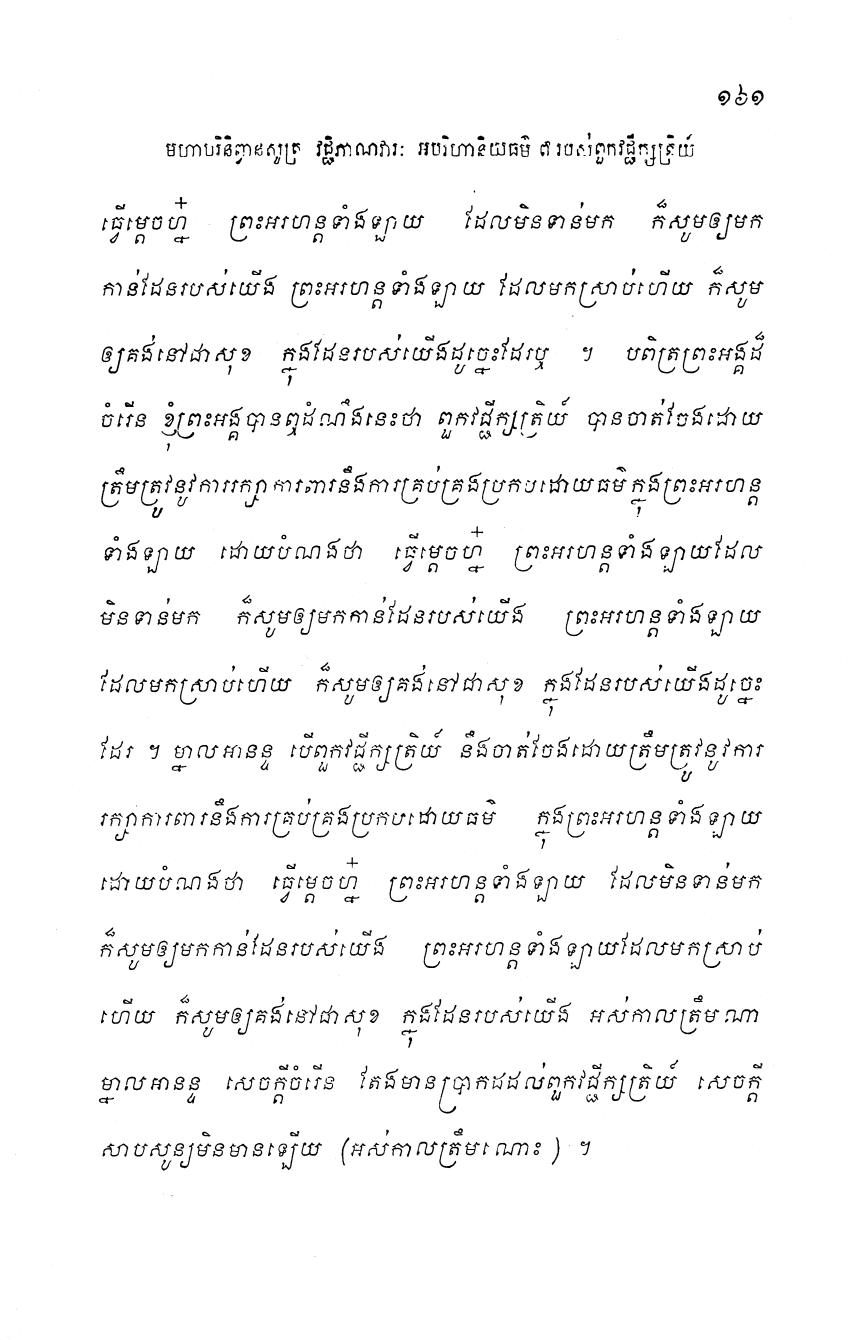 ១៦១
មហាបរិនិព្វានសូត្រ វជ្ជិភាណវារៈ អបរិហានិយធម៌ ៧ របស់ពួកវជ្ជីក្សត្រិយ៍
ធ្វើម្តេចហ្ន៎ ព្រះអរហន្តទាំងឡាយ ដែលមិនទាន់មក ក៏សូមឲ្យមក
កាន់ដែនរបស់យើង ព្រះអរហន្តទាំងឡាយ ដែលមកស្រាប់ហើយ ក៏សូម
ឲ្យគង់នៅជាសុខ ក្នុងដែនរបស់យើងដូច្នេះដែរឬ ។ បពិត្រព្រះអង្គដ៏
ចំរើន ខ្ញុំព្រះអង្គបានឮដំណឹងនេះថា ពួកវជ្ជីក្សត្រិយ៍ បានចាត់ចែងដោយ
ត្រឹមត្រូវនូវការរក្សាការពារនឹងការគ្រប់គ្រងប្រកបដោយធម៌ក្នុងព្រះអរហន្ត
ទាំងឡាយ ដោយបំណងថា ធ្វើម្តេចហ្ន៎ ព្រះអរហន្តទាំងឡាយដែល
មិនទាន់មក ក៏សូមឲ្យមកកាន់ដែនរបស់យើង ព្រះអរហន្តទាំងឡាយ
ដែលមកស្រាប់ហើយ ក៏សូមឲ្យគង់នៅជាសុខ ក្នុងដែនរបស់យើងដូច្នេះ
ដែរ ។ ម្នាលអានន្ទ បើពួកវជ្ជីក្សត្រិយ៍ នឹងចាត់ចែងដោយត្រឹមត្រូវនូវការ
រក្សាការពារនឹងការគ្រប់គ្រងប្រកបដោយធម៌ ក្នុងព្រះអរហន្តទាំងឡាយ
ដោយបំណងថា ធ្វើម្តេចហ្ន៎ ព្រះអរហន្តទាំងឡាយ ដែលមិនទាន់មក
ក៏សូមឲ្យមកកាន់ដែនរបស់យើង ព្រះអរហន្តទាំងឡាយដែលមកស្រាប់
ហើយ ក៏សូមឲ្យគង់នៅជាសុខ ក្នុងដែនរបស់យើង អស់កាលត្រឹមណា
ម្នាលអានន្ទ សេចក្តីចំរើន តែងមានប្រាកដដល់ពួកវជ្ជីក្សត្រិយ៍ សេចក្តី
សាបសូន្យមិនមានឡើយ (អស់កាលត្រឹមណោះ) ។